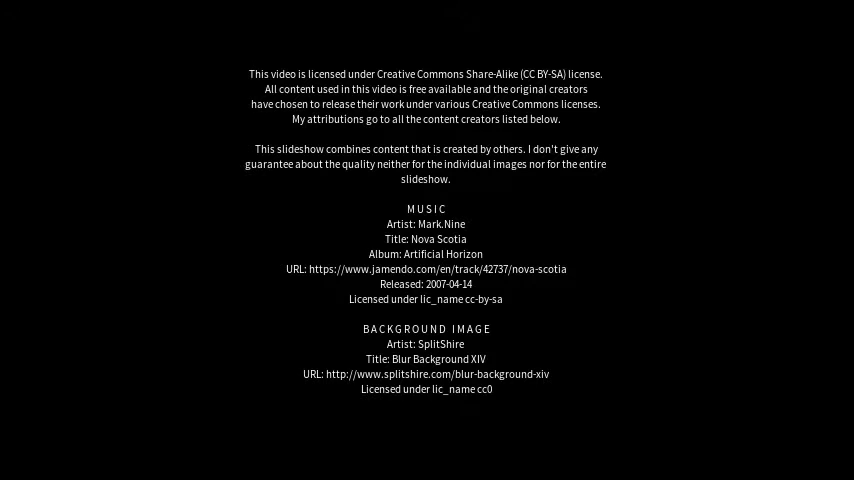 This video is licensed under Creative Commons Share-Alike (CC BY-SA) license.
All content used in this video is free available and the original creators
have chosen to release their work under various Creative Commons licenses.
My attributions go to all the content creators listed below.
This slideshow combines content that is created by others. I don't give any
guarantee about the quality neither for the individual images nor for the entire
slideshow.
MUSIC
Artist: Mark.Nine
Title: Nova Scotia
Album: Artificial Horizon
URL: https://www.jamendo.com/en/track/42737/nova-scotia
Released: 2007-04-14
Licensed under lic_name cc-by-sa
BACKGROUND IMAGE
Artist: SplitShire
Title: Blur Background XIV
URL: http://www.splitshire.com/blur-background-xiv
Licensed under lic_name cc0